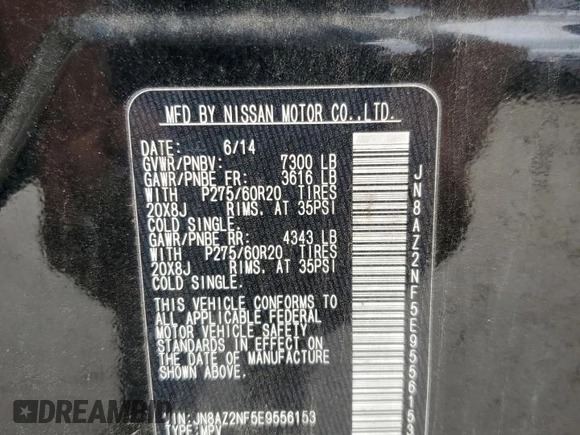 MFD BY NISSAN MOTOR CO.,LTD.
DATE: 6/14
GVWR/PNBV: 7300 LB
GAWR/PNBE FR: 3616 LB
WITH P275/60R20 TIRES
20X8J RIMS. AT 35PSI
COLD SINGLE.
GAWR/PNBE RR: 4343 LB
WITH P275/60R20 TIRES
20X8J RIMS. AT 35PSI
COLD SINGLE.
THIS VEHICLE CONFORMS TO
ALL APPLICABLE FEDERAL
MOTOR VEHICLE SAFETY
STANDARDS IN EFFECT ON
THE DATE OF MANUFACTURE
SHOWN ABOVE.
VIN:JN8AZ2NF5E9556153
TYPE:MPV
JN8AZ2NF5E9556153
DREAMBID